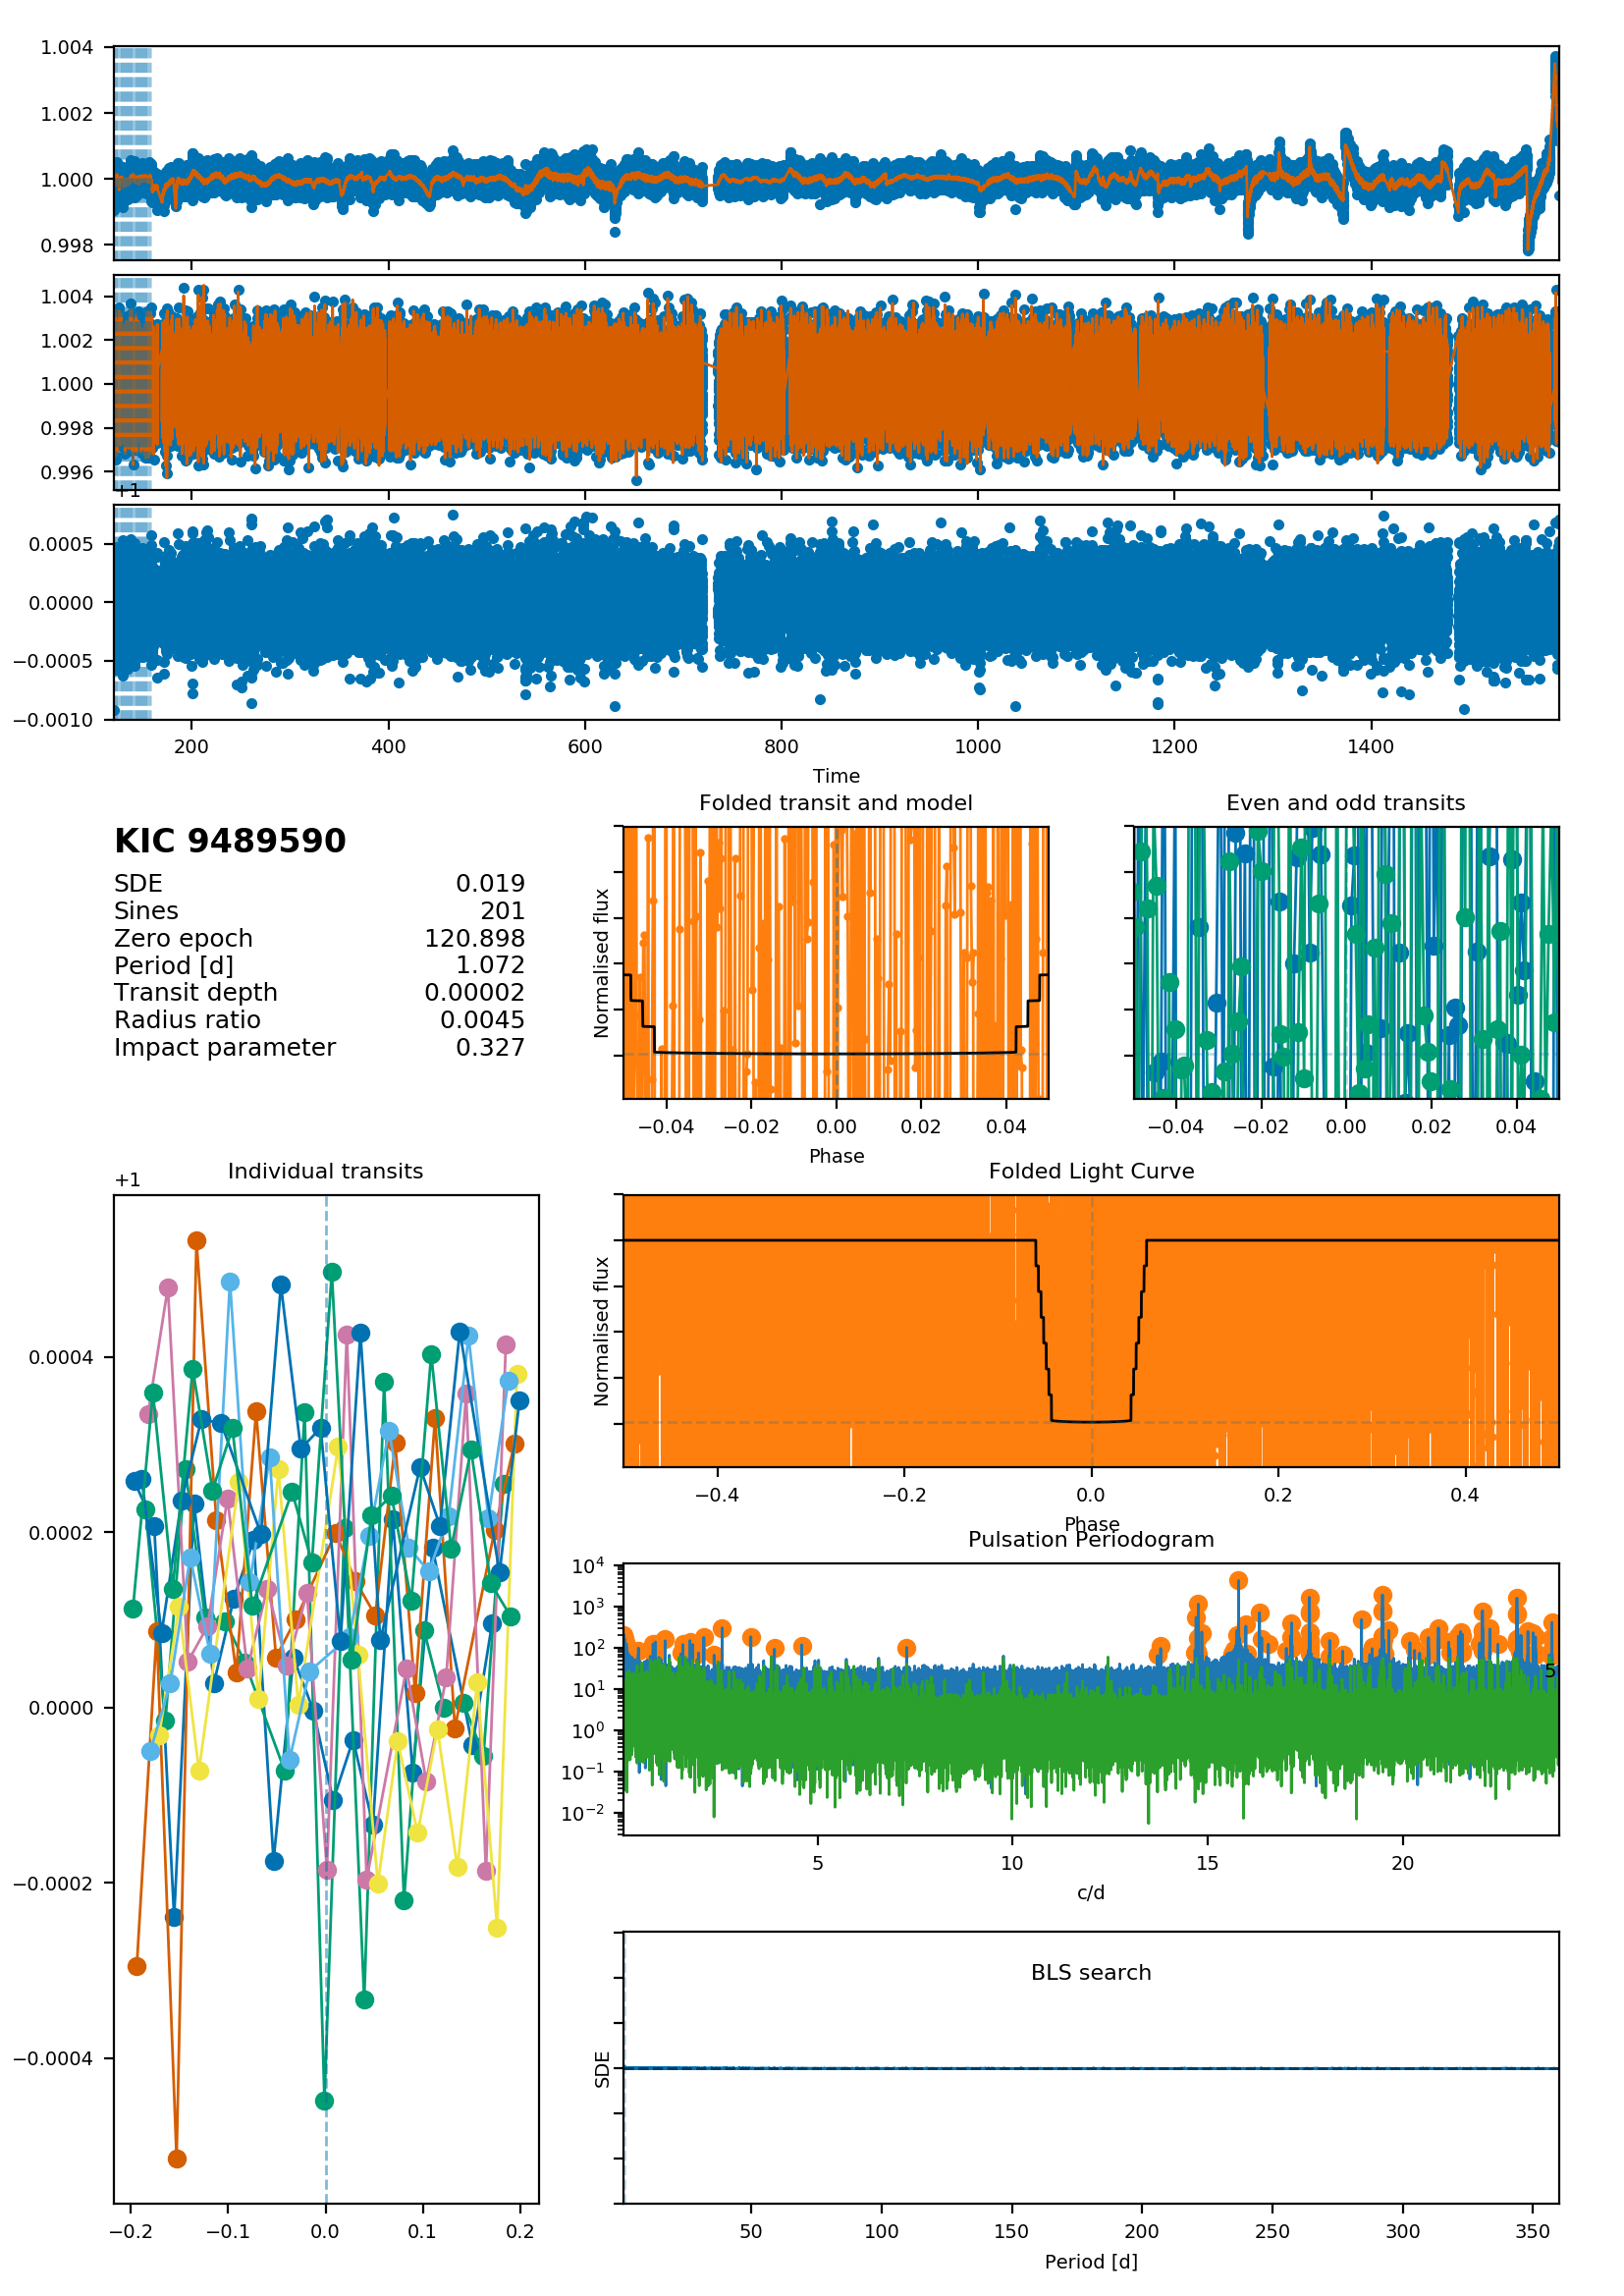 1.004
1.002
1.000
0.998
1.004
1.002
1.000
0.998
0.996
+1
0.0005
0.0000
−0.0005
−0.0010
200 400 600 800 1000 1200 1400
Time
KIC 9489590
SDE 0.019
Sines 201
Zero epoch 120.898
Period [d] 1.072
Transit depth 0.00002
Radius ratio 0.0045
Impact parameter 0.327
Folded transit and model
Normalised flux
−0.04 −0.02 0.00 0.02 0.04
Phase
Even and odd transits
−0.04 −0.02 0.00 0.02 0.04
Individual transits
+1
0.0004
0.0002
0.0000
−0.0002
−0.0004
−0.2 −0.1 0.0 0.1 0.2
Folded Light Curve
Normalised flux
−0.4 −0.2 0.0 0.2 0.4
Phase
Pulsation Periodogram
10⁴
10³
10²
10¹
10⁰
10⁻¹
10⁻²
5
5 10 15 20
c/d
BLS search
SDE
50 100 150 200 250 300 350
Period [d]